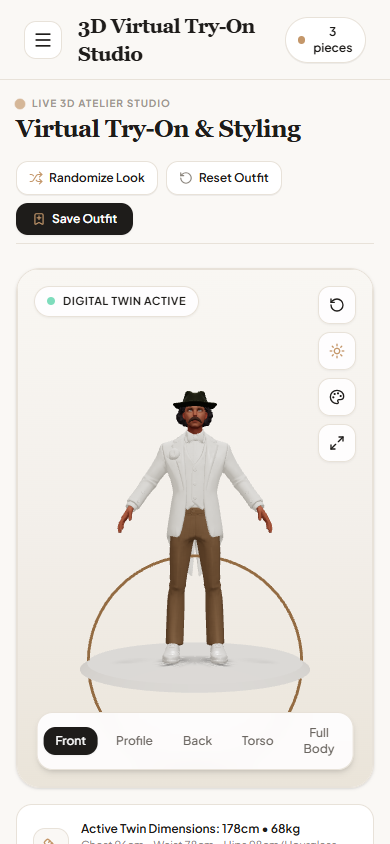 3D Virtual Try-On
Studio
3
pieces
LIVE 3D ATELIER STUDIO
Virtual Try-On & Styling
Randomize Look
Reset Outfit
Save Outfit
DIGITAL TWIN ACTIVE
Front
Profile
Back
Torso
Full
Body
Active Twin Dimensions: 178cm • 68kg